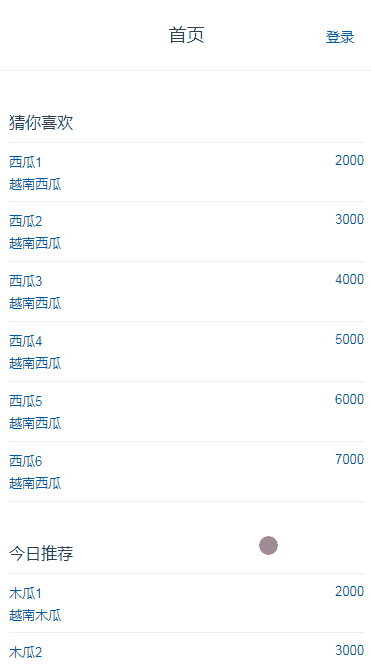 首页
登录
猜你喜欢
西瓜1 2000
越南西瓜
西瓜2 3000
越南西瓜
西瓜3 4000
越南西瓜
西瓜4 5000
越南西瓜
西瓜5 6000
越南西瓜
西瓜6 7000
越南西瓜
今日推荐
木瓜1 2000
越南木瓜
木瓜2 3000